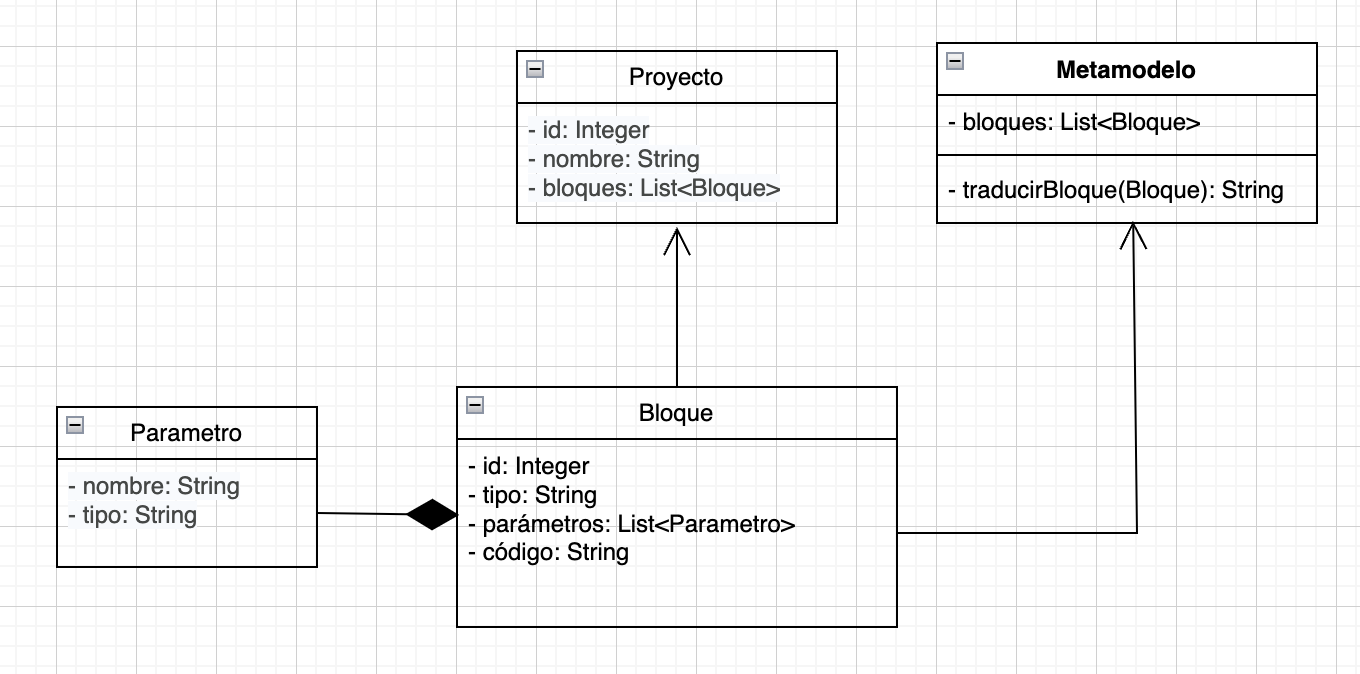 Proyecto
- id: Integer
- nombre: String
- bloques: List<Bloque>
Metamodelo
- bloques: List<Bloque>
- traducirBloque(Bloque): String
Parametro
- nombre: String
- tipo: String
Bloque
- id: Integer
- tipo: String
- parámetros: List<Parametro>
- código: String